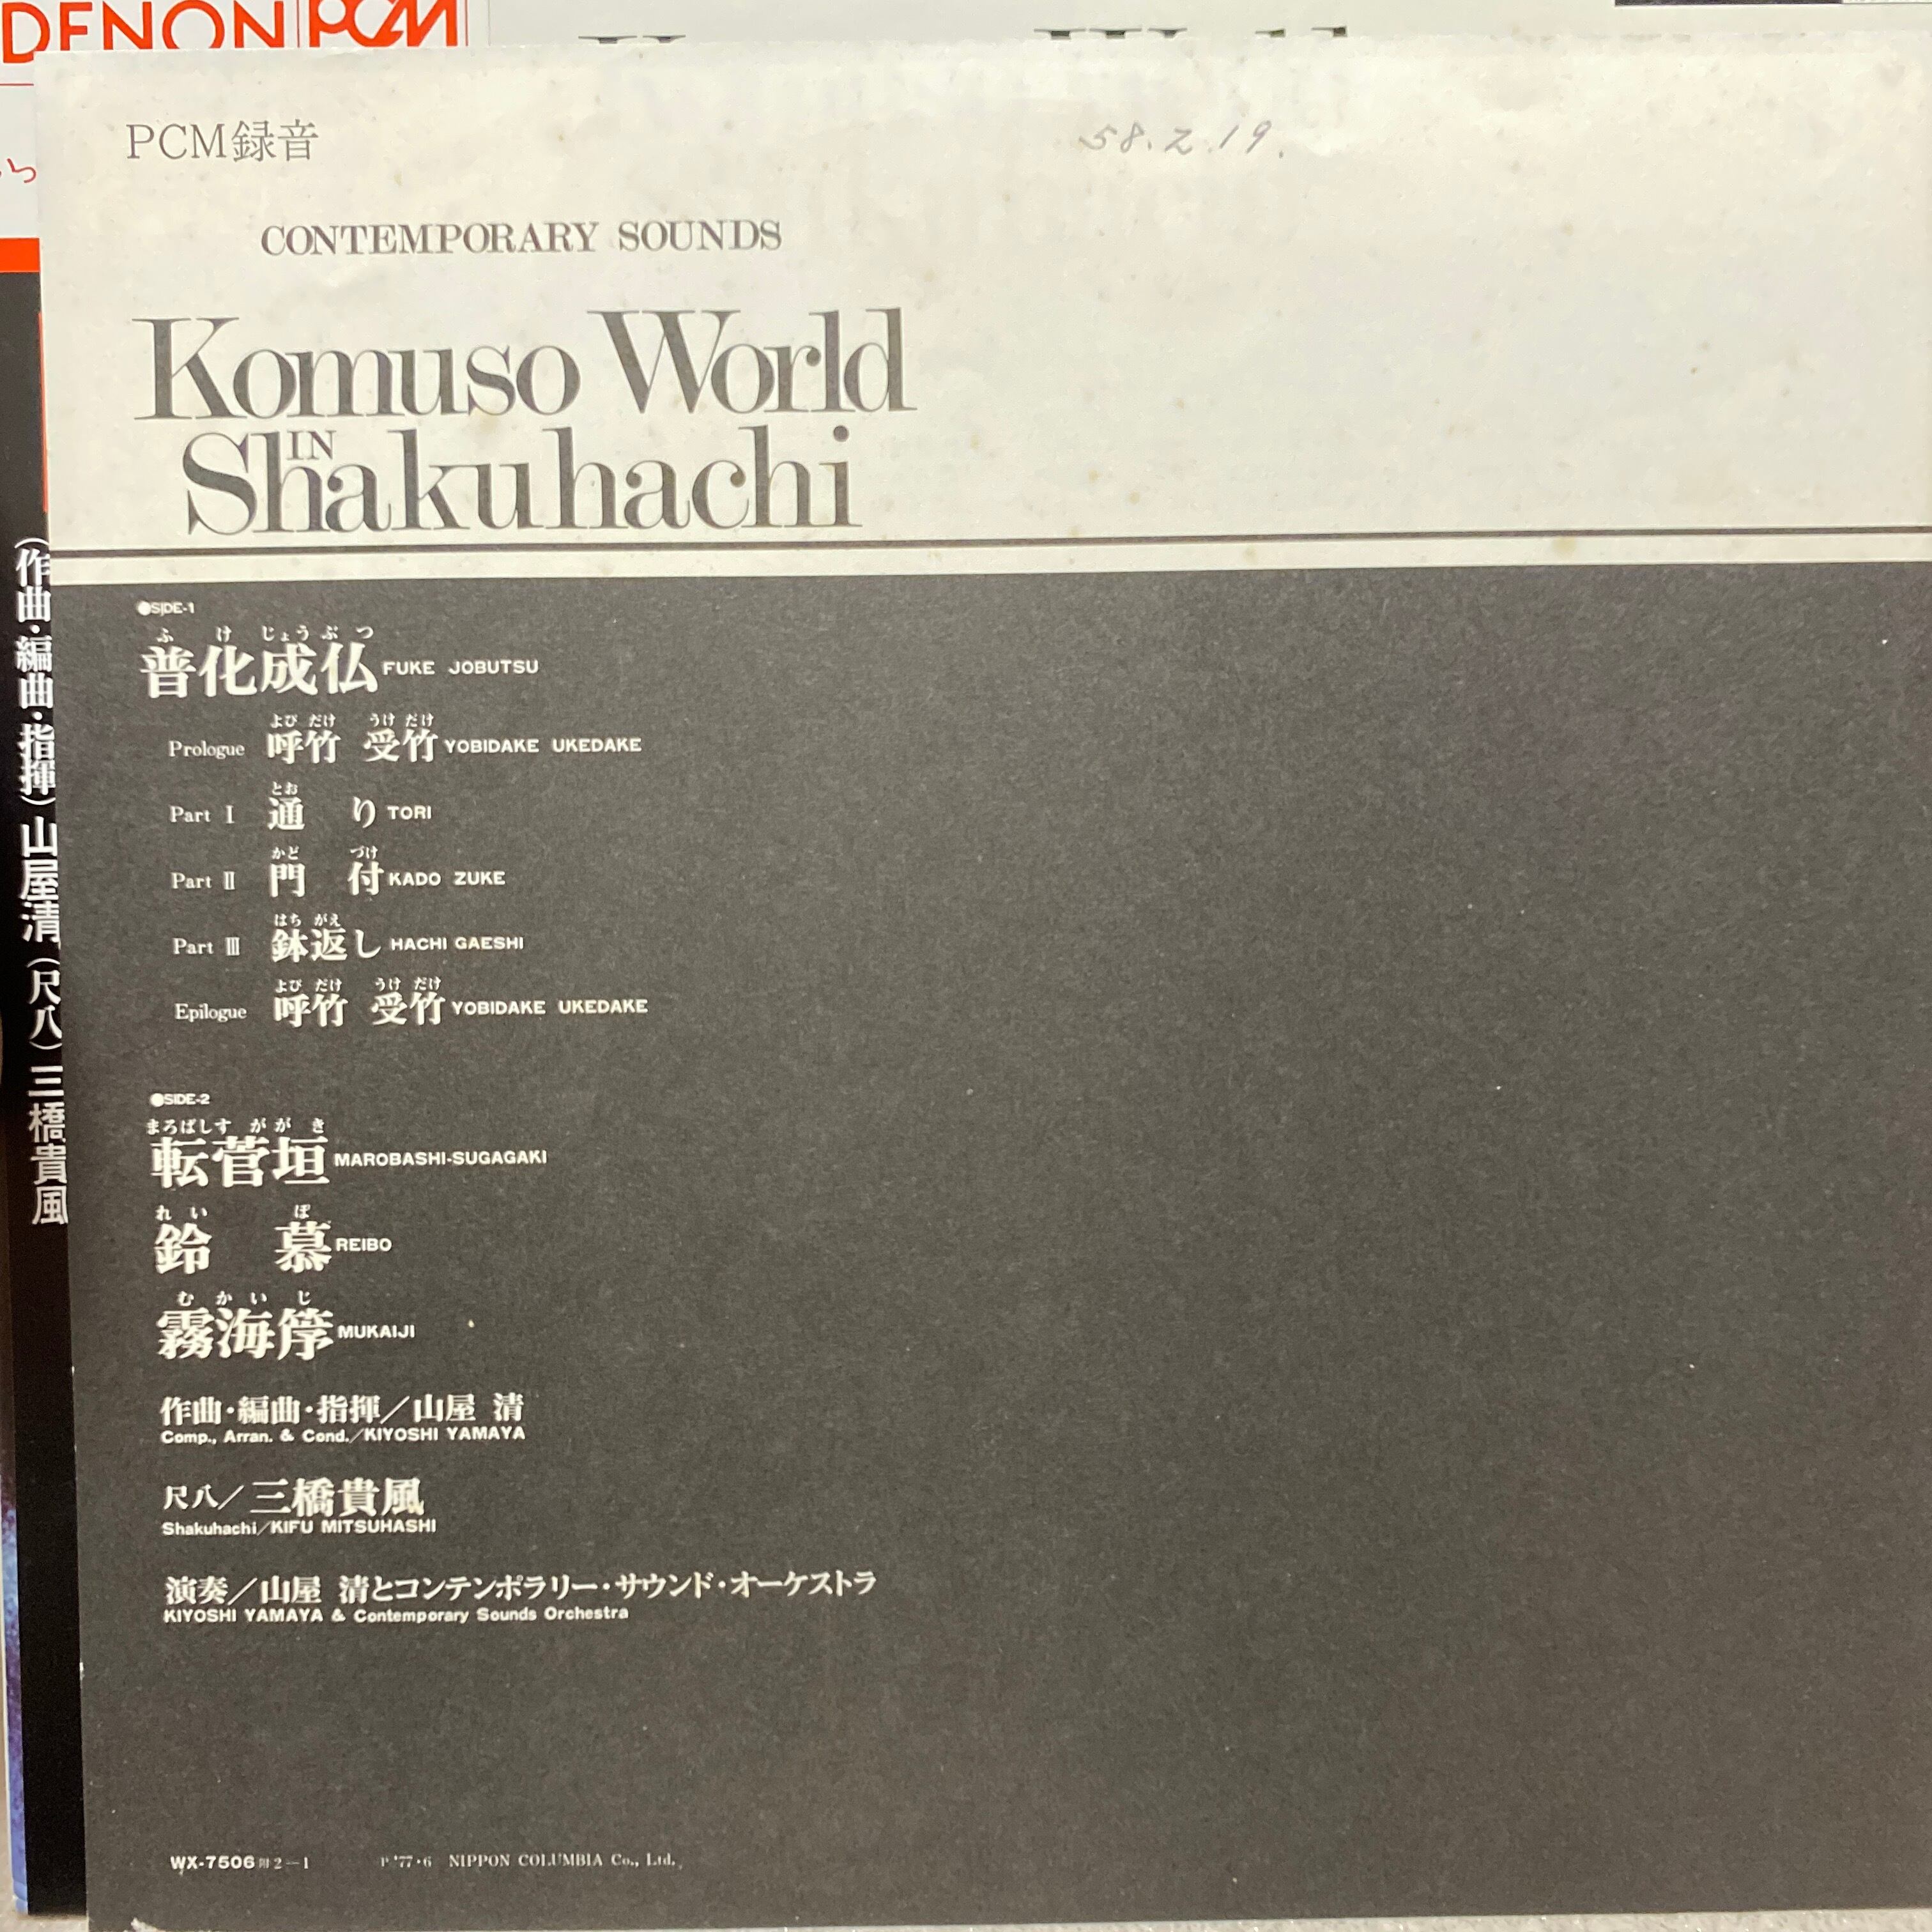 DENON PCM
PCM録音
58.2.19.
CONTEMPORARY SOUNDS
Komuso World
IN
Shakuhachi
(作曲・編曲・指揮)山屋清 (尺八)三橋貴風
●SIDE-1
ふ け じょう ぶ つ
普化成仏 FUKE JOBUTSU
よび だけ うけ だけ
Prologue 呼竹 受竹 YOBIDAKE UKEDAKE
とお
Part I 通 り TORI
かど づけ
Part II 門 付 KADO ZUKE
はち がえ
Part III 鉢返し HACHI GAESHI
よび だけ うけ だけ
Epilogue 呼竹 受竹 YOBIDAKE UKEDAKE
●SIDE-2
まろばしす が が き
転菅垣 MAROBASHI-SUGAGAKI
れ い ぼ
鈴 慕 REIBO
む か い じ
霧海箏 MUKAIJI
作曲・編曲・指揮/山屋 清
Comp., Arran. & Cond./KIYOSHI YAMAYA
尺八/三橋貴風
Shakuhachi/KIFU MITSUHASHI
演奏/山屋 清とコンテンポラリー・サウンド・オーケストラ
KIYOSHI YAMAYA & Contemporary Sounds Orchestra
WX-7506 附2-1 P '77・6 NIPPON COLUMBIA Co., Ltd.